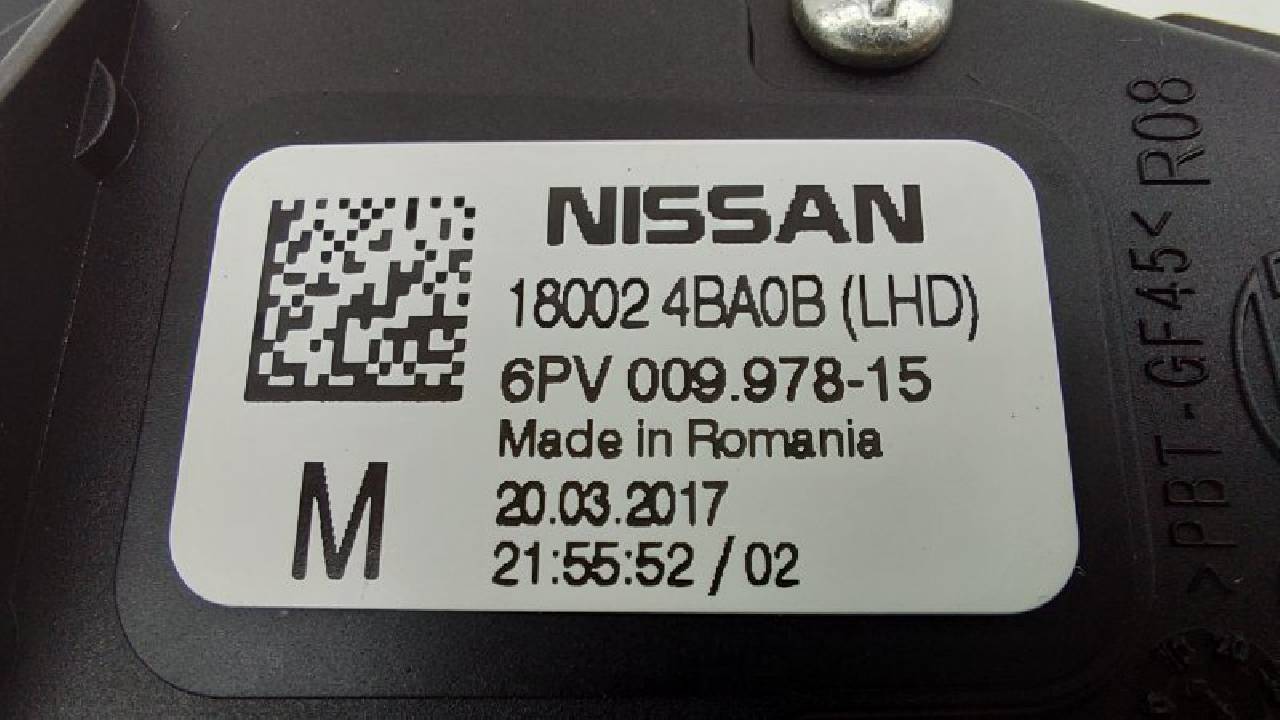 NISSAN
18002 4BA0B (LHD)
6PV 009.978-15
Made in Romania
20.03.2017
21:55:52 / 02
M
>PBT-GF45< R08